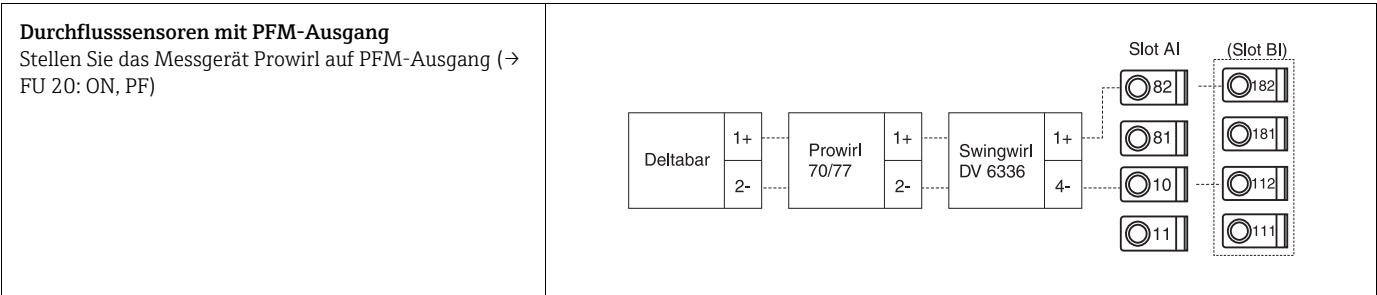 Durchflusssensoren mit PFM-Ausgang
Stellen Sie das Messgerät Prowirl auf PFM-Ausgang (→
FU 20: ON, PF)
Slot AI
(Slot BI)
82
182
81
181
10
112
11
111
Deltabar
1+
2-
Prowirl
70/77
1+
2-
Swingwirl
DV 6336
1+
4-